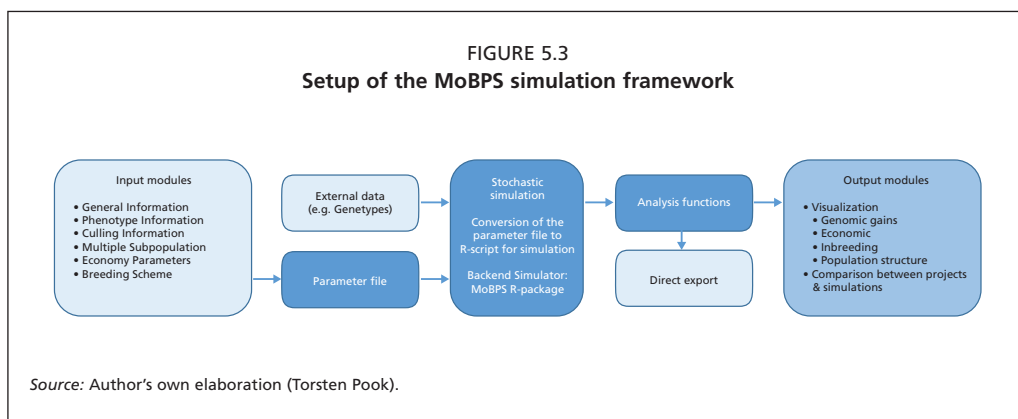 FIGURE 5.3
Setup of the MoBPS simulation framework
Input modules
• General Information
• Phenotype Information
• Culling Information
• Multiple Subpopulation
• Economy Parameters
• Breeding Scheme
External data
(e.g. Genetypes)
Parameter file
Stochastic
simulation
Conversion of the
parameter file to
R-script for simulation
Backend Simulator:
MoBPS R-package
Analysis functions
Direct export
Output modules
• Visualization
• Genomic gains
• Economic
• Inbreeding
• Population structure
• Comparison between projects
& simulations
Source: Author's own elaboration (Torsten Pook).